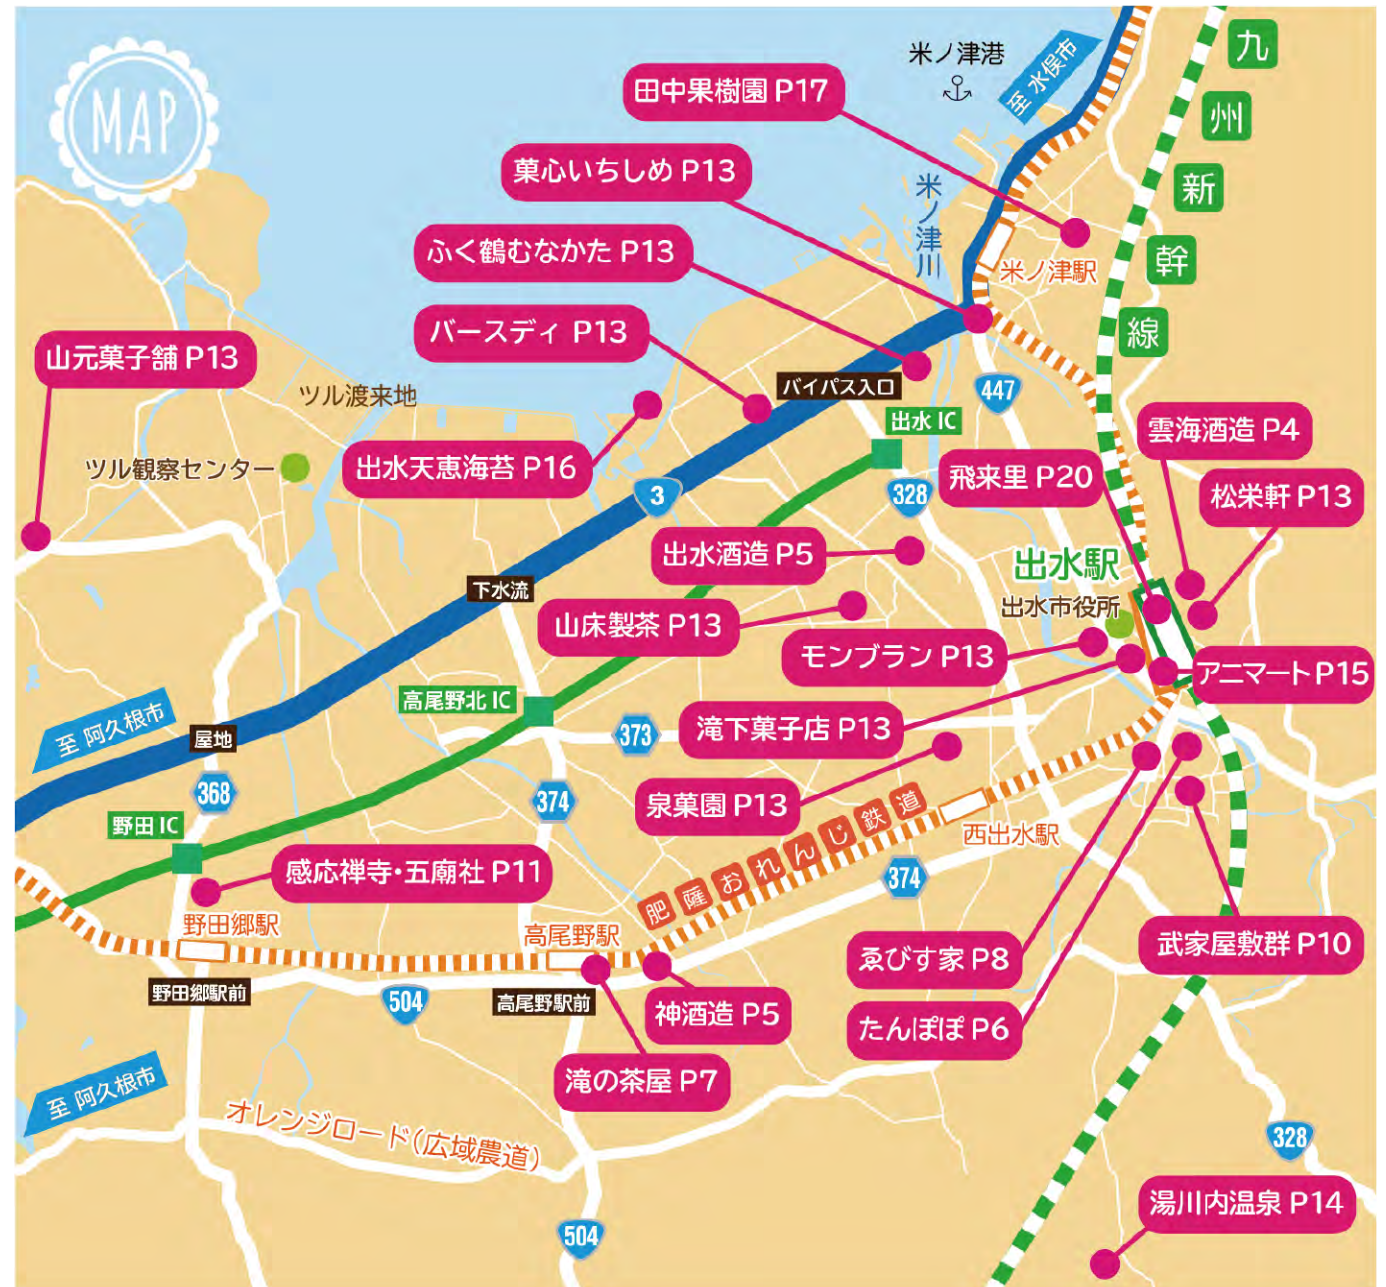 MAP
米ノ津港
至 水俣市
九州新幹線
田中果樹園 P17
菓心いちしめ P13
米ノ津川
ふく鶴むなかた P13
米ノ津駅
バースディ P13
山元菓子舗 P13
ツル渡来地
バイパス入口
447
出水 IC
雲海酒造 P4
ツル観察センター
出水天恵海苔 P16
飛来里 P20
松栄軒 P13
3
328
出水酒造 P5
出水駅
下水流
出水市役所
山床製茶 P13
モンブラン P13
アニマート P15
高尾野北 IC
至 阿久根市
屋地
373
滝下菓子店 P13
368
374
泉菓園 P13
野田 IC
肥薩おれんじ鉄道
西出水駅
感応禅寺・五廟社 P11
374
野田郷駅
高尾野駅
ゑびす家 P8
武家屋敷群 P10
野田郷駅前
504
高尾野駅前
神酒造 P5
たんぽぽ P6
滝の茶屋 P7
至 阿久根市
オレンジロード(広域農道)
328
湯川内温泉 P14
504